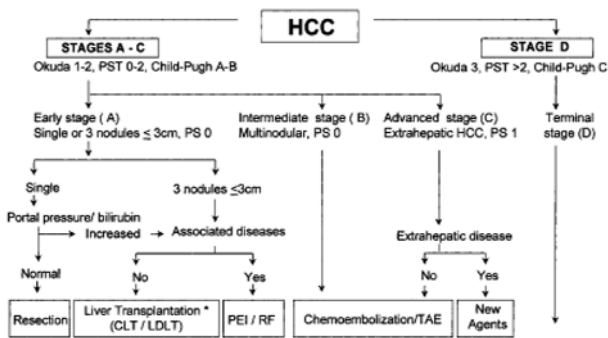 HCC
STAGES A - C
STAGE D
Okuda 1-2, PST 0-2, Child-Pugh A-B
Okuda 3, PST >2, Child-Pugh C
Early stage ( A)
Single or 3 nodules ≤ 3cm, PS 0
Intermediate stage ( B)
Multinodular, PS 0
Advanced stage (C)
Extrahepatic HCC, PS 1
Terminal
stage (D)
Single
3 nodules ≤3cm
Portal pressure/ bilirubin
Increased
Associated diseases
Extrahepatic disease
Normal
No
Yes
No
Yes
Resection
Liver Transplantation *
(CLT / LDLT)
PEI / RF
Chemoembolization/TAE
New
Agents